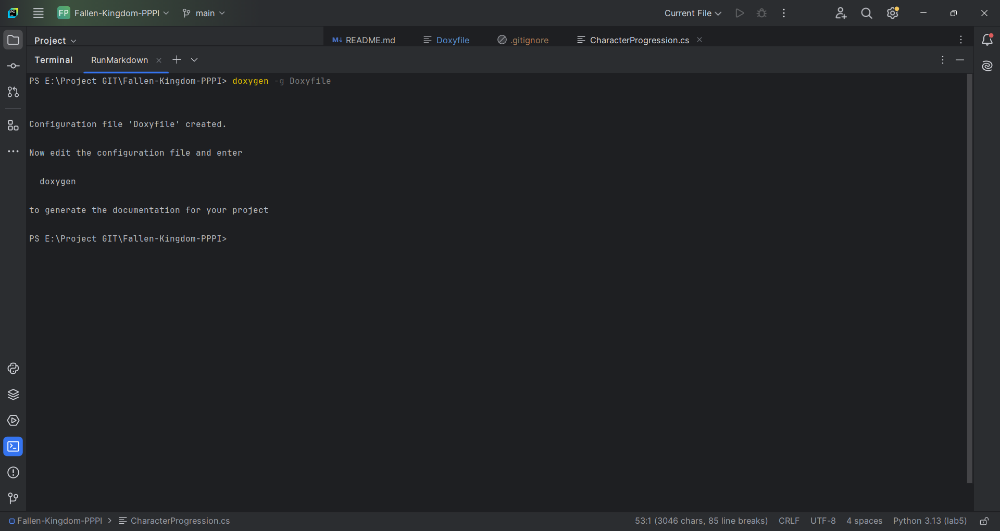 FP Fallen-Kingdom-PPPI main Current File
Project README.md Doxyfile .gitignore CharacterProgression.cs
Terminal RunMarkdown
PS E:\Project GIT\Fallen-Kingdom-PPPI> doxygen -g Doxyfile
Configuration file 'Doxyfile' created.
Now edit the configuration file and enter
doxygen
to generate the documentation for your project
PS E:\Project GIT\Fallen-Kingdom-PPPI>
Fallen-Kingdom-PPPI > CharacterProgression.cs 53:1 (3046 chars, 85 line breaks) CRLF UTF-8 4 spaces Python 3.13 (lab5)